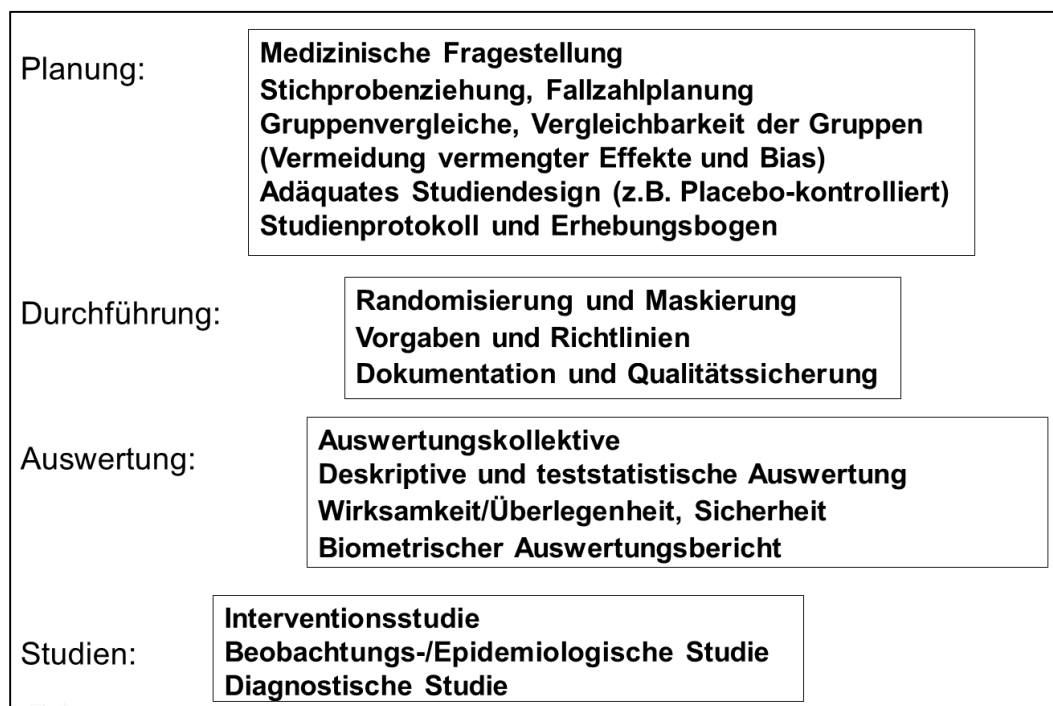 Planung:
Medizinische Fragestellung
Stichprobenziehung, Fallzahlplanung
Gruppenvergleiche, Vergleichbarkeit der Gruppen
(Vermeidung vermengter Effekte und Bias)
Adäquates Studiendesign (z.B. Placebo-kontrolliert)
Studienprotokoll und Erhebungsbogen
Durchführung:
Randomisierung und Maskierung
Vorgaben und Richtlinien
Dokumentation und Qualitätssicherung
Auswertung:
Auswertungskollektive
Deskriptive und teststatistische Auswertung
Wirksamkeit/Überlegenheit, Sicherheit
Biometrischer Auswertungsbericht
Studien:
Interventionsstudie
Beobachtungs-/Epidemiologische Studie
Diagnostische Studie